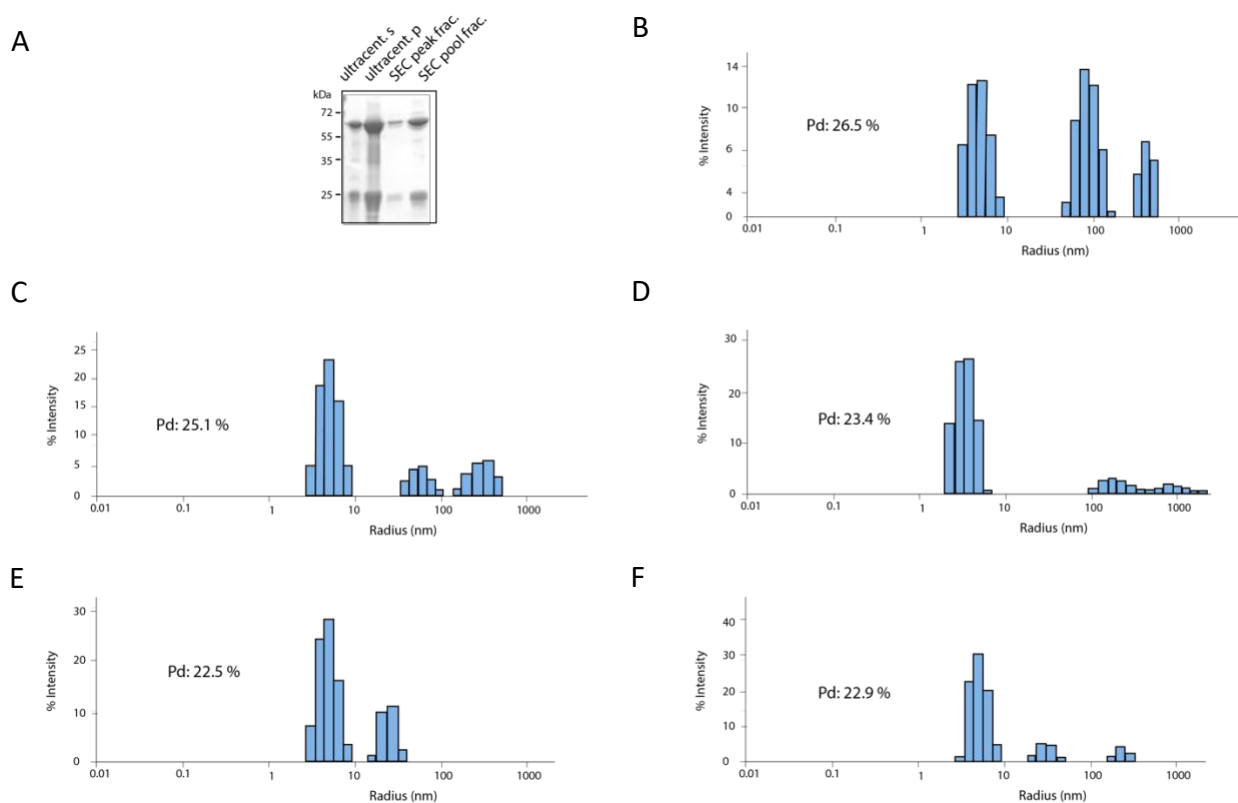 A
ultracent. s
ultracent. p
SEC peak frac.
SEC pool frac.
kDa
72
55
35
25
B
14
10
6
4
0
% Intensity
Pd: 26.5 %
0.01 0.1 1 10 100 1000
Radius (nm)
C
25
20
15
10
5
0
% Intensity
Pd: 25.1 %
0.01 0.1 1 10 100 1000
Radius (nm)
D
30
20
10
0
% Intensity
Pd: 23.4 %
0.01 0.1 1 10 100 1000
Radius (nm)
E
30
20
10
0
% Intensity
Pd: 22.5 %
0.01 0.1 1 10 100 1000
Radius (nm)
F
40
30
20
10
0
% Intensity
Pd: 22.9 %
0.01 0.1 1 10 100 1000
Radius (nm)